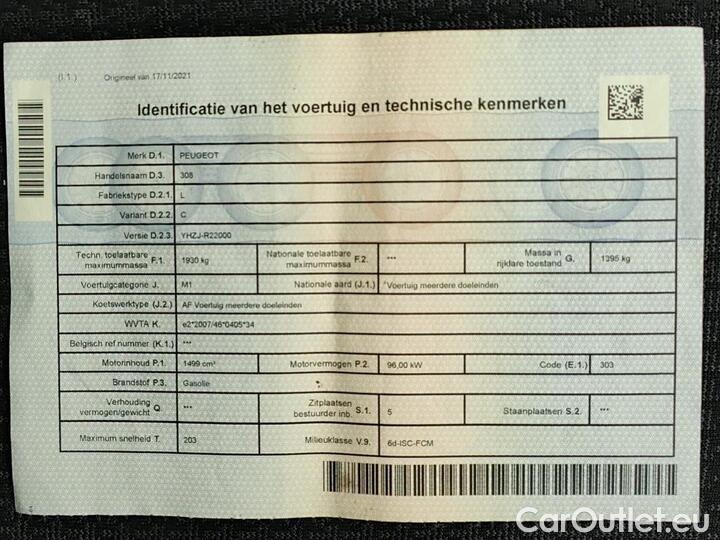 (I.1.) Origineel van 17/11/2021
Identificatie van het voertuig en technische kenmerken
Merk D.1. PEUGEOT
Handelsnaam D.3. 308
Fabriekstype D.2.1. L
Variant D.2.2. C
Versie D.2.3. YHZJ-R22000
Techn. toelaatbare maximummassa F.1. 1930 kg Nationale toelaatbare maximummassa F.2. *** Massa in rijklare toestand G. 1395 kg
Voertuigcategorie J. M1 Nationale aard (J.1.) Voertuig meerdere doeleinden
Koetswerktype (J.2.) AF Voertuig meerdere doeleinden
WVTA K. e2*2007/46*0405*34
Belgisch ref.nummer (K.1.) ***
Motorinhoud P.1. 1499 cm³ Motorvermogen P.2. 96,00 kW Code (E.1.) 303
Brandstof P.3. Gasolie
Verhouding vermogen/gewicht Q. *** Zitplaatsen bestuurder inb. S.1. 5 Staanplaatsen S.2. ***
Maximum snelheid T. 203 Milieuklasse V.9. 6d-ISC-FCM
CarOutlet.eu